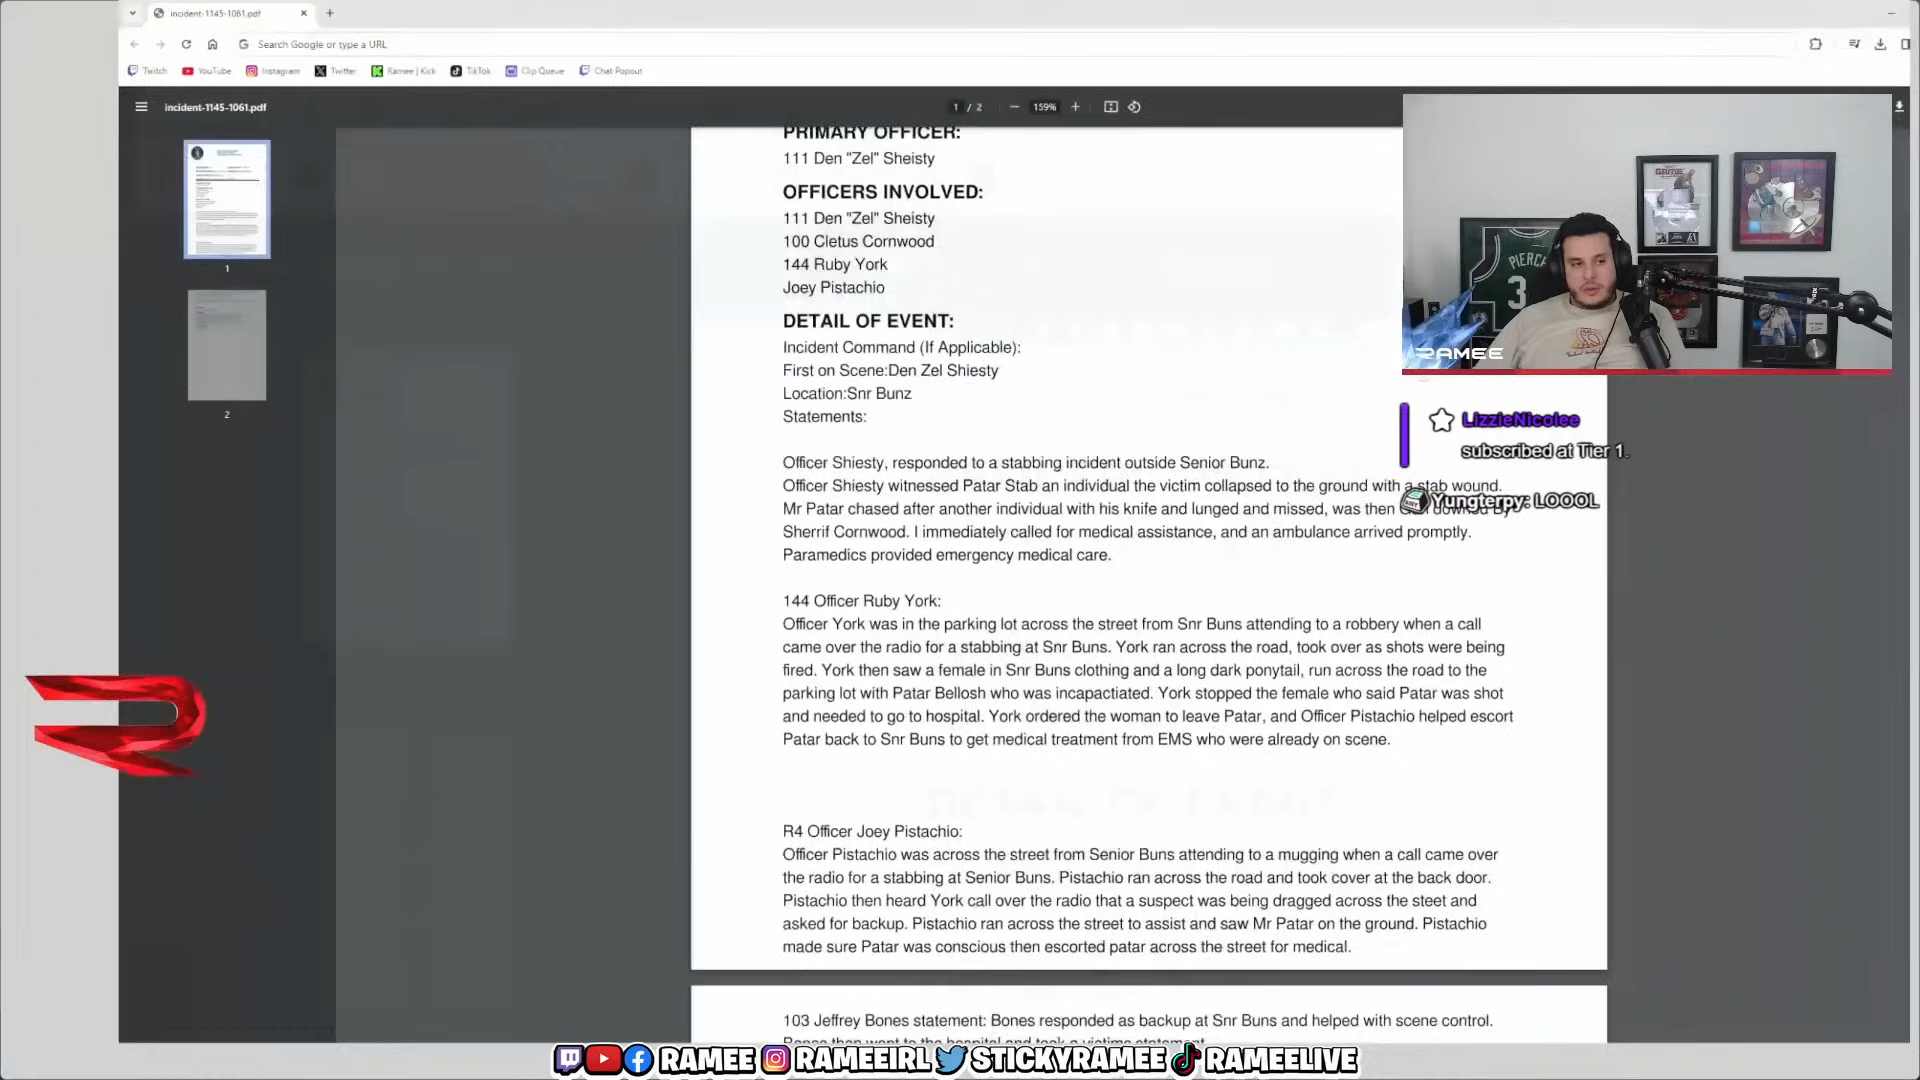 incident-1145-1061.pdf
Search Google or type a URL
Twitch
YouTube
Instagram
Twitter
Ramee | Kick
TikTok
Clip Queue
Chat Popout
incident-1145-1061.pdf
1 / 2
159%
1
2
PRIMARY OFFICER:
111 Den "Zel" Sheisty
OFFICERS INVOLVED:
111 Den "Zel" Sheisty
100 Cletus Cornwood
144 Ruby York
Joey Pistachio
DETAIL OF EVENT:
Incident Command (If Applicable):
First on Scene:Den Zel Shiesty
Location:Snr Bunz
Statements:
Officer Shiesty, responded to a stabbing incident outside Senior Bunz.
Officer Shiesty witnessed Patar Stab an individual the victim collapsed to the ground with a stab wound.
Mr Patar chased after another individual with his knife and lunged and missed, was then downed By
Sherrif Cornwood. I immediately called for medical assistance, and an ambulance arrived promptly.
Paramedics provided emergency medical care.
144 Officer Ruby York:
Officer York was in the parking lot across the street from Snr Buns attending to a robbery when a call
came over the radio for a stabbing at Snr Buns. York ran across the road, took over as shots were being
fired. York then saw a female in Snr Buns clothing and a long dark ponytail, run across the road to the
parking lot with Patar Bellosh who was incapactiated. York stopped the female who said Patar was shot
and needed to go to hospital. York ordered the woman to leave Patar, and Officer Pistachio helped escort
Patar back to Snr Buns to get medical treatment from EMS who were already on scene.
R4 Officer Joey Pistachio:
Officer Pistachio was across the street from Senior Buns attending to a mugging when a call came over
the radio for a stabbing at Senior Buns. Pistachio ran across the road and took cover at the back door.
Pistachio then heard York call over the radio that a suspect was being dragged across the steet and
asked for backup. Pistachio ran across the street to assist and saw Mr Patar on the ground. Pistachio
made sure Patar was conscious then escorted patar across the street for medical.
103 Jeffrey Bones statement: Bones responded as backup at Snr Buns and helped with scene control.
PIERCE
3
GAME
RAMEE
LizzieNicolee
subscribed at Tier 1.
Yungterpy: LOOOL
RAMEE
RAMEEIRL
STICKYRAMEE
RAMEELIVE